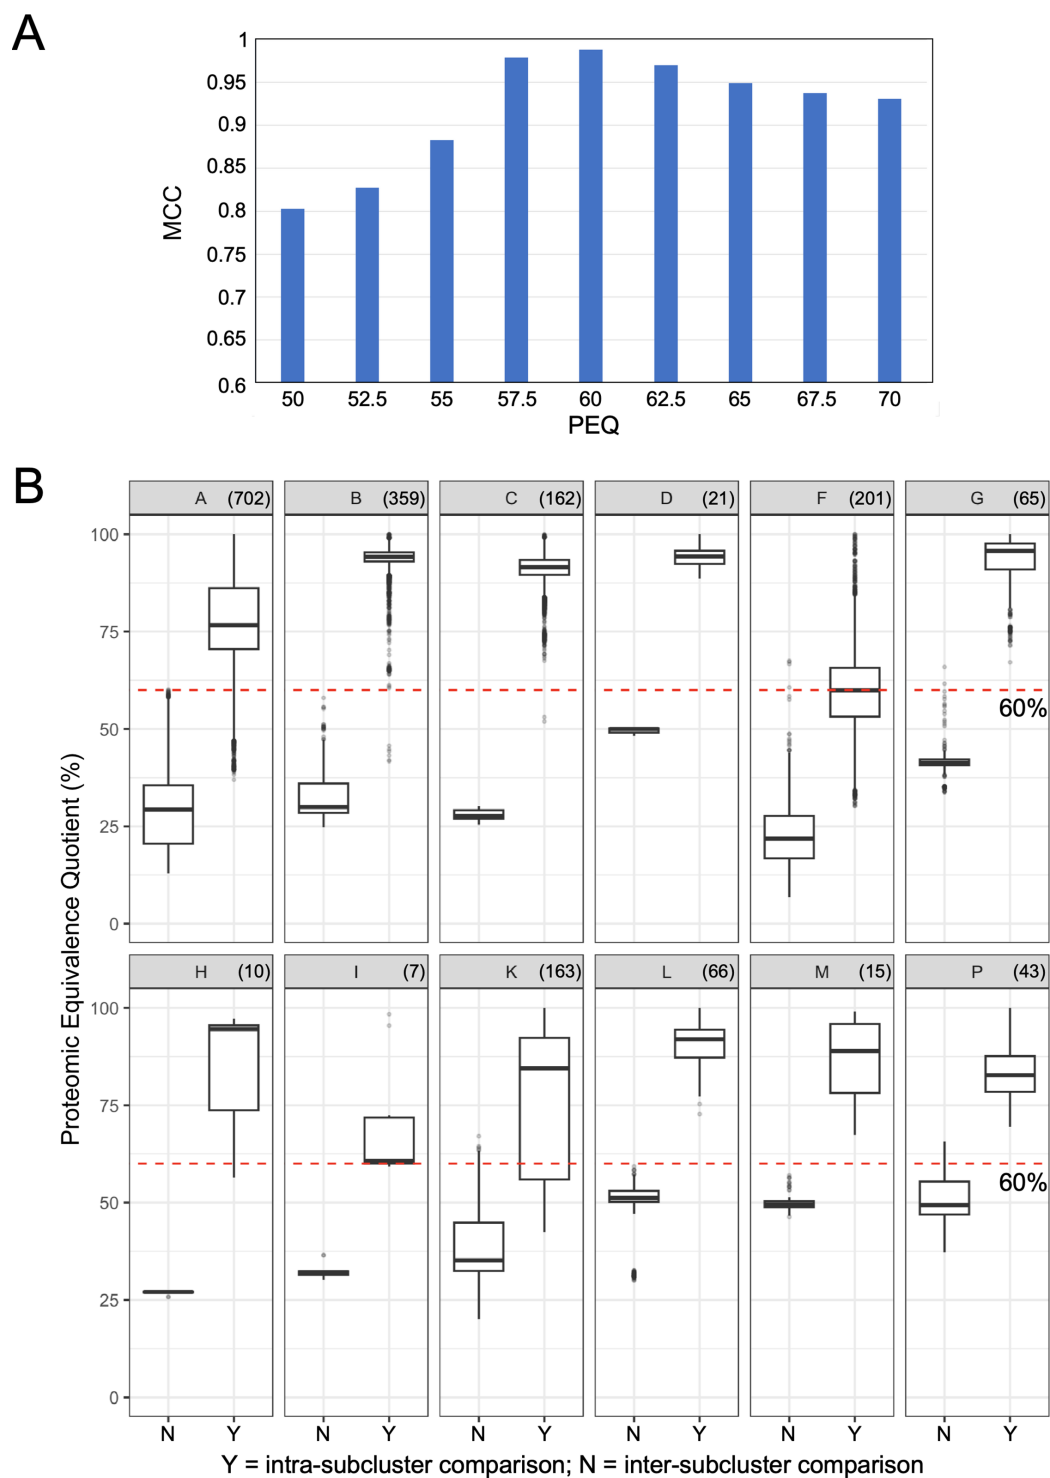 A
1
0.95
0.9
0.85
0.8
0.75
0.7
0.65
0.6
MCC
50 52.5 55 57.5 60 62.5 65 67.5 70
PEQ
B
A (702) B (359) C (162) D (21) F (201) G (65)
100
75
50
25
0
60%
Proteomic Equivalence Quotient (%)
H (10) I (7) K (163) L (66) M (15) P (43)
100
75
50
25
0
60%
N Y N Y N Y N Y N Y N Y
Y = intra-subcluster comparison; N = inter-subcluster comparison